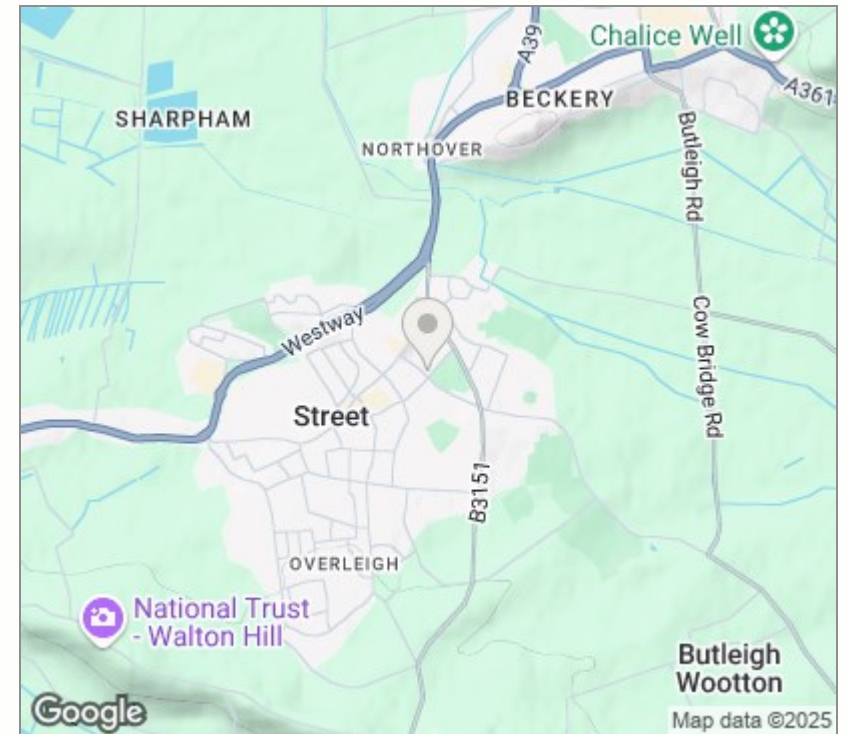 Chalice Well
A39
A361
BECKERY
SHARPHAM
NORTHOVER
Butleigh Rd
Westway
Cow Bridge Rd
Street
B3151
OVERLEIGH
National Trust
- Walton Hill
Butleigh
Wootton
Google
Map data ©2025